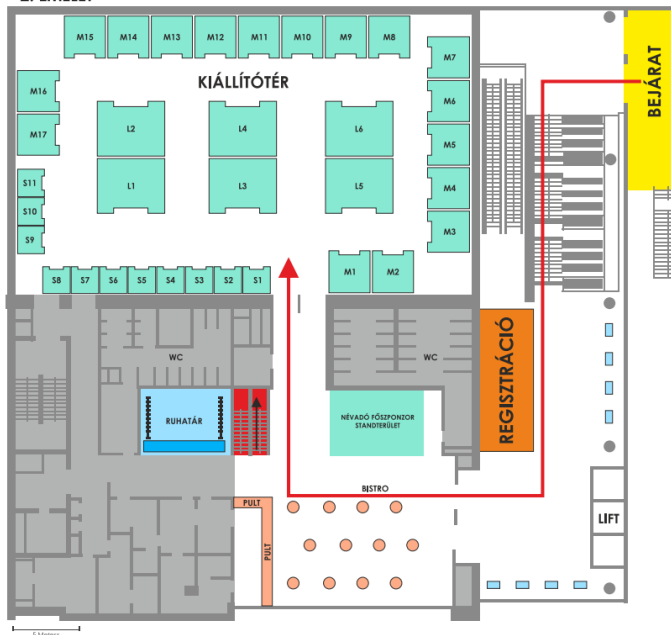 M15 M14 M13 M12 M11 M10 M9 M8
KIÁLLÍTÓTÉR
M7
M16
M6
M17
L2 L4 L6
M5
L1 L3 L5
M4
S11
S10
M3
S9
M1 M2
S8 S7 S6 S5 S4 S3 S2 S1
BEJÁRAT
WC
WC
REGISZTRÁCIÓ
RUHATÁR
NÉVADÓ FŐSZPONZOR
STANDTERÜLET
BISTRO
PULT
PULT
LIFT